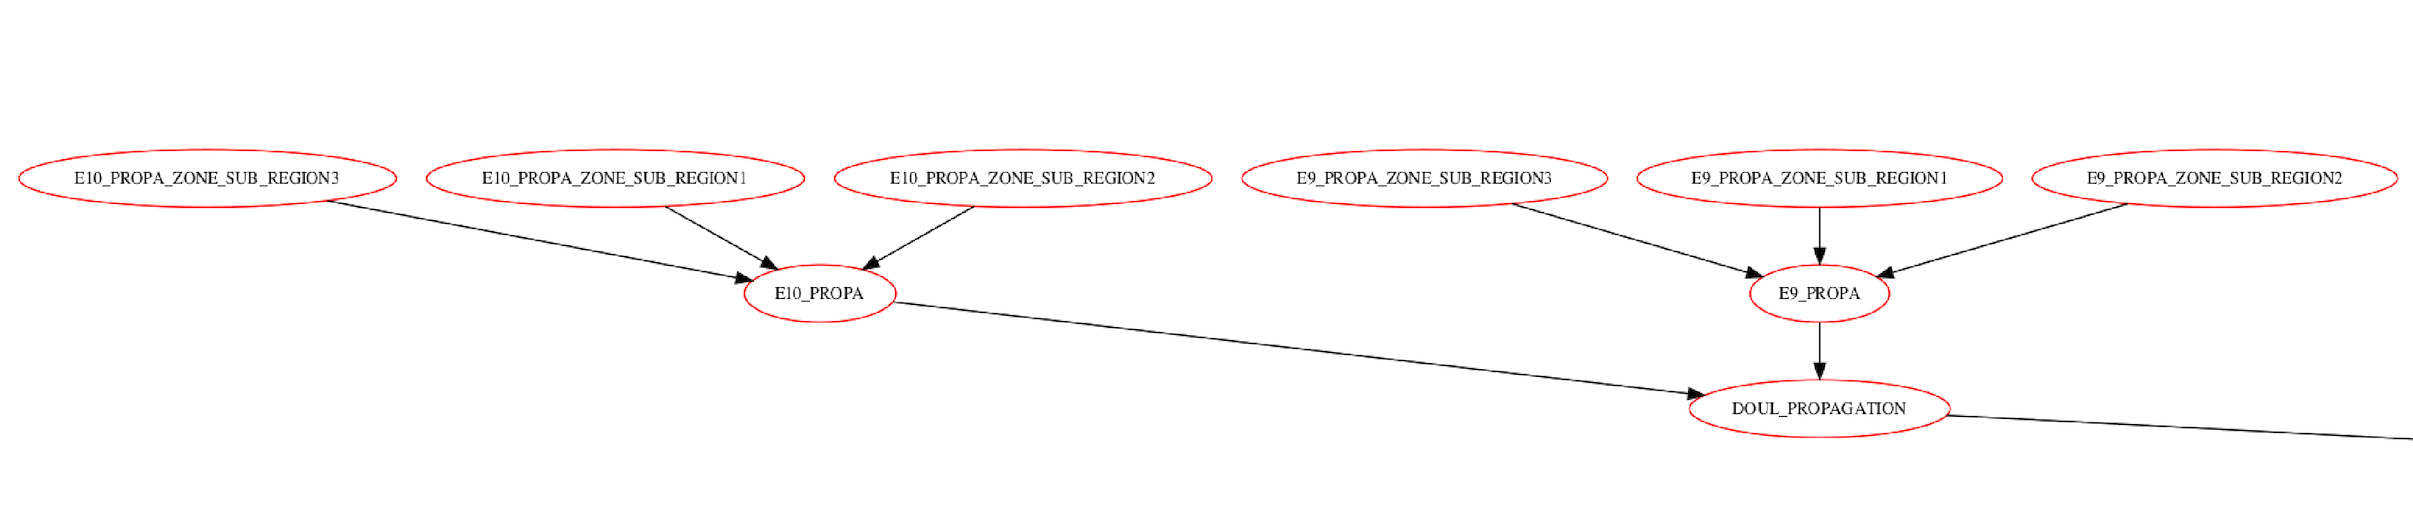 E10_PROPA_ZONE_SUB_REGION3
E10_PROPA_ZONE_SUB_REGION1
E10_PROPA_ZONE_SUB_REGION2
E9_PROPA_ZONE_SUB_REGION3
E9_PROPA_ZONE_SUB_REGION1
E9_PROPA_ZONE_SUB_REGION2
E10_PROPA
E9_PROPA
DOUL_PROPAGATION